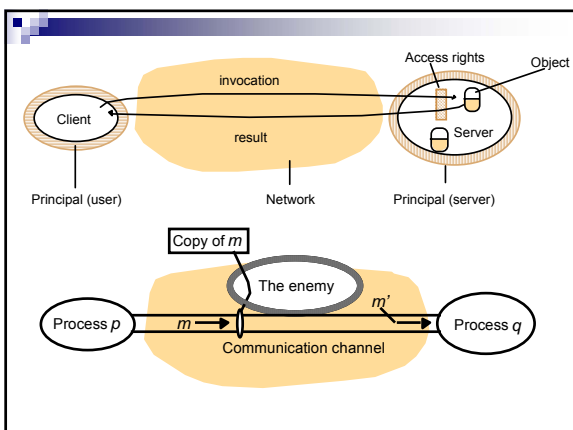 Access rights
Object
invocation
Client
Server
result
Principal (user)
Network
Principal (server)
Copy of m
The enemy
m'
Process p
m
Process q
Communication channel